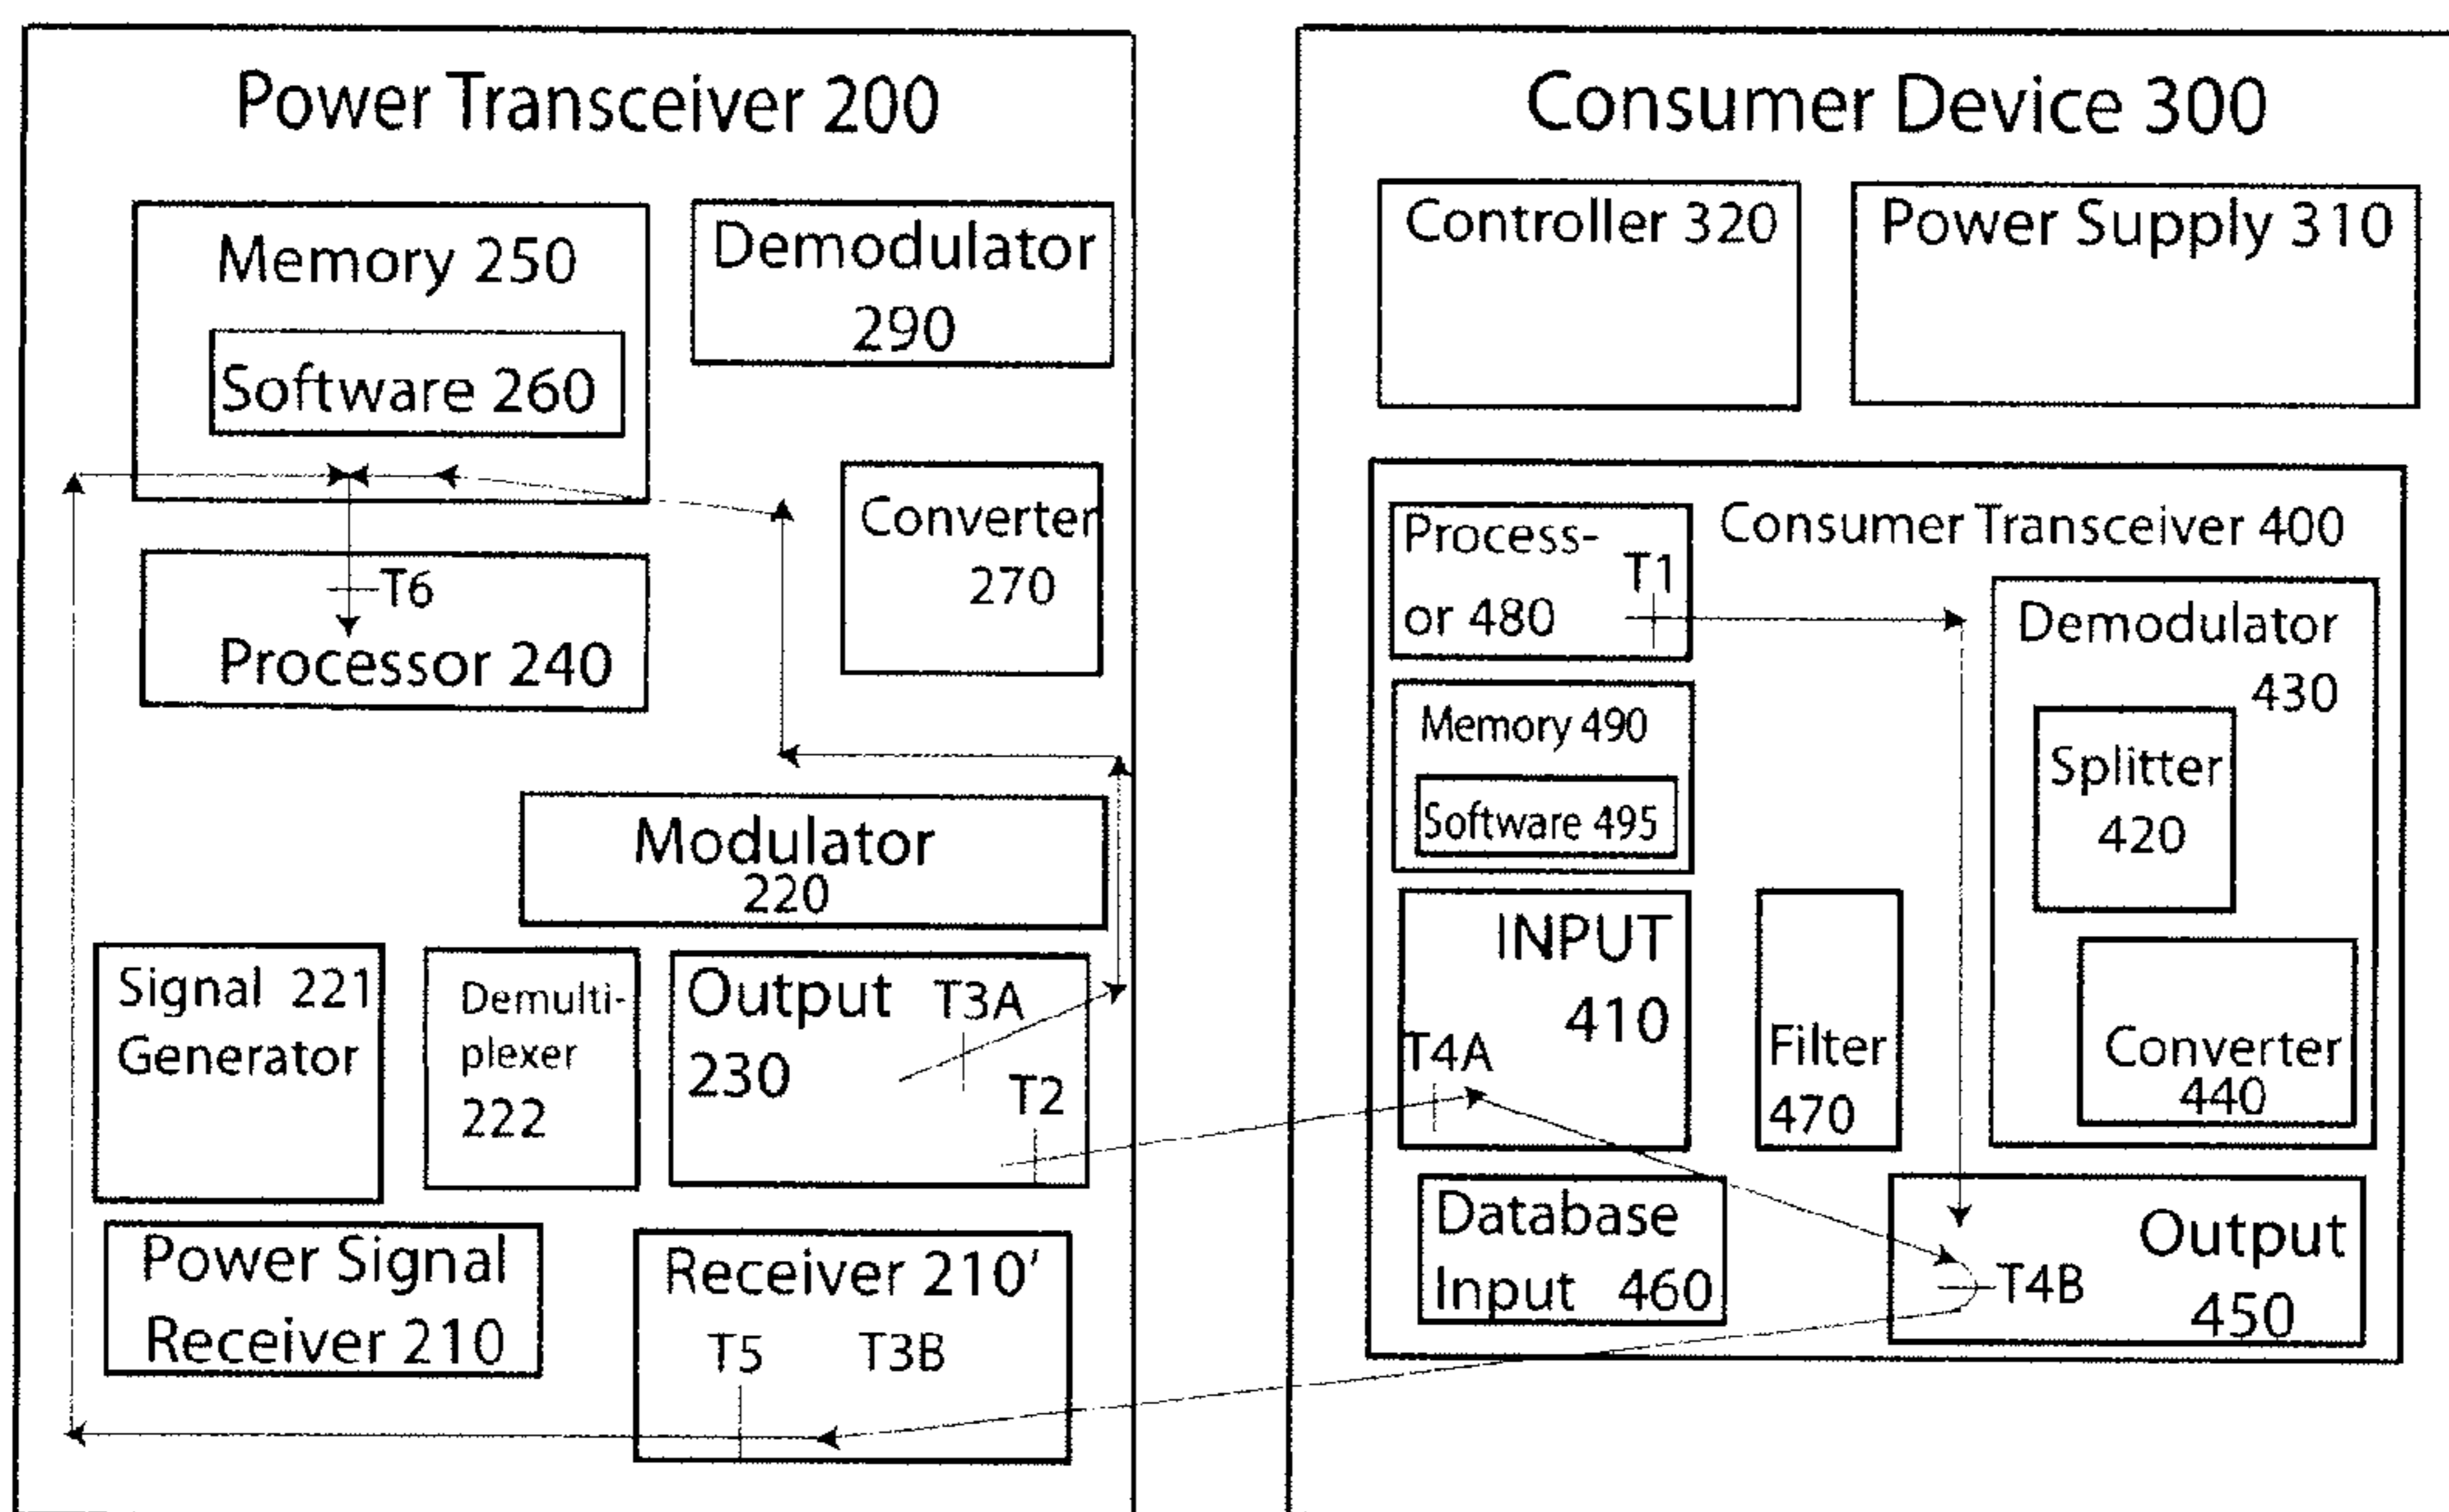 Power Transceiver 200
Memory 250
Software 260
Demodulator
290
Converter
270
T6
Processor 240
Modulator
220
Signal 221
Generator
Demulti-
plexer
222
Output
230
T3A
T2
Power Signal
Receiver 210
Receiver 210'
T5
T3B
Consumer Device 300
Controller 320
Power Supply 310
Consumer Transceiver 400
Process-
or 480
T1
Memory 490
Software 495
INPUT
410
T4A
Filter
470
Demodulator
430
Splitter
420
Converter
440
Database
Input 460
Output
450
T4B